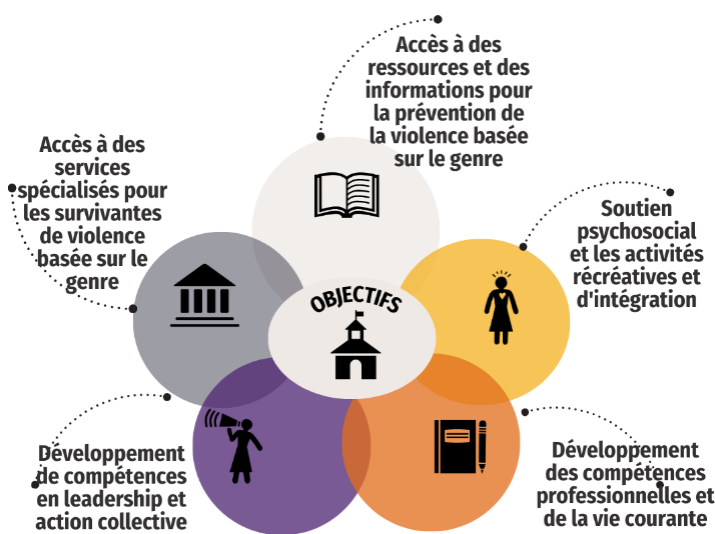 Accès à des
ressources et des
informations pour
la prévention de
la violence basée
sur le genre
Accès à des
services
spécialisés pour
les survivantes
de violence
basée sur le
genre
Soutien
psychosocial
et les activités
récréatives et
d'intégration
OBJECTIFS
Développement
de compétences
en leadership et
action collective
Développement
des compétences
professionnelles et
de la vie courante